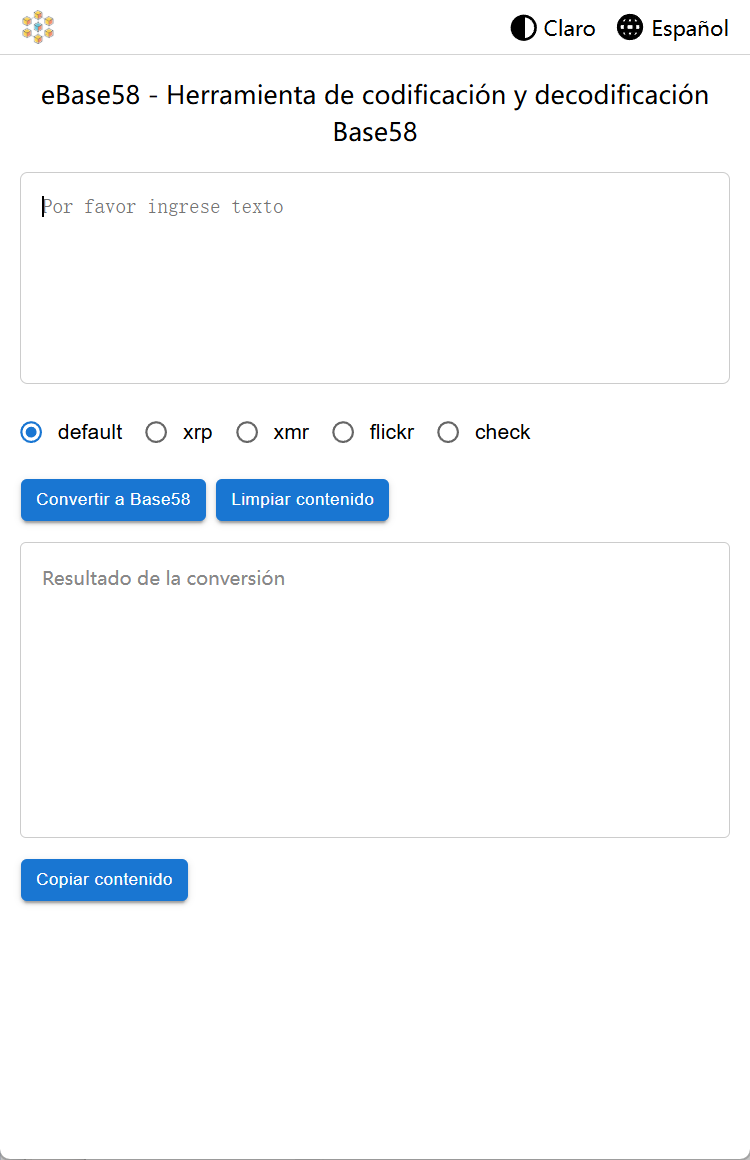 Claro Español
eBase58 - Herramienta de codificación y decodificación
Base58
Por favor ingrese texto
default xrp xmr flickr check
Convertir a Base58 Limpiar contenido
Resultado de la conversión
Copiar contenido